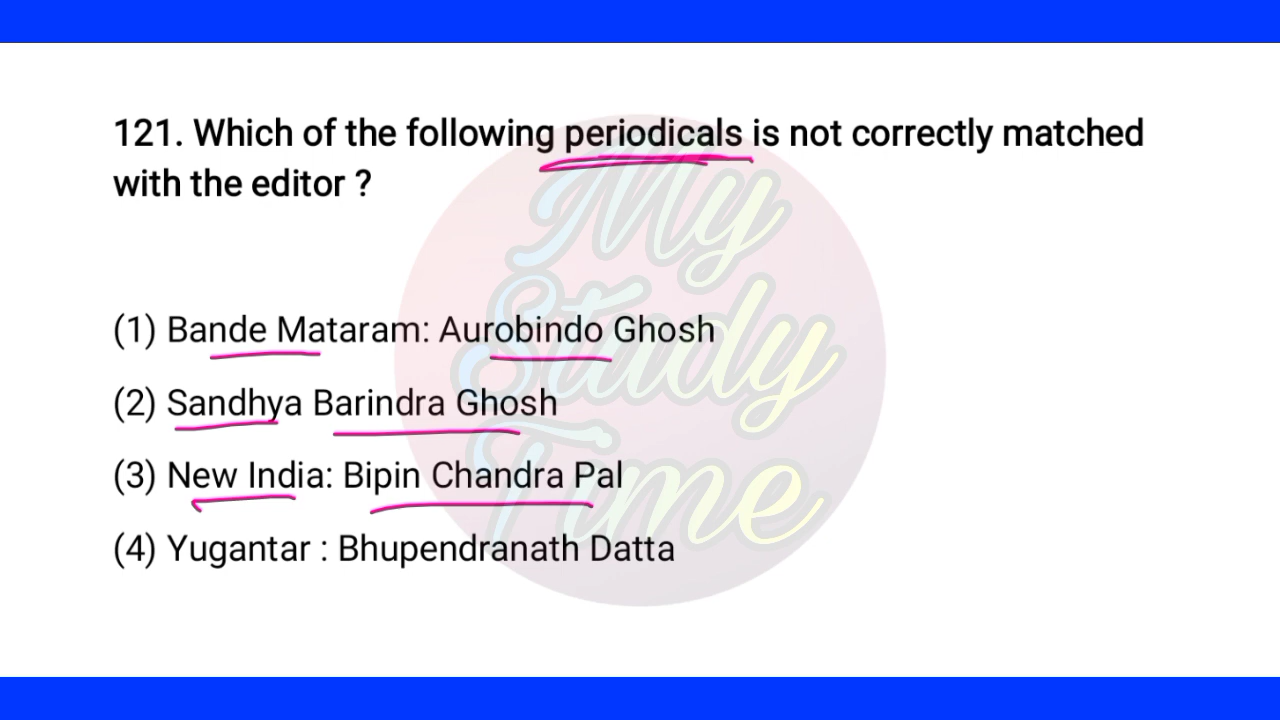 121. Which of the following periodicals is not correctly matched
with the editor ?
(1) Bande Mataram: Aurobindo Ghosh
(2) Sandhya Barindra Ghosh
(3) New India: Bipin Chandra Pal
(4) Yugantar : Bhupendranath Datta
My
Study
Time